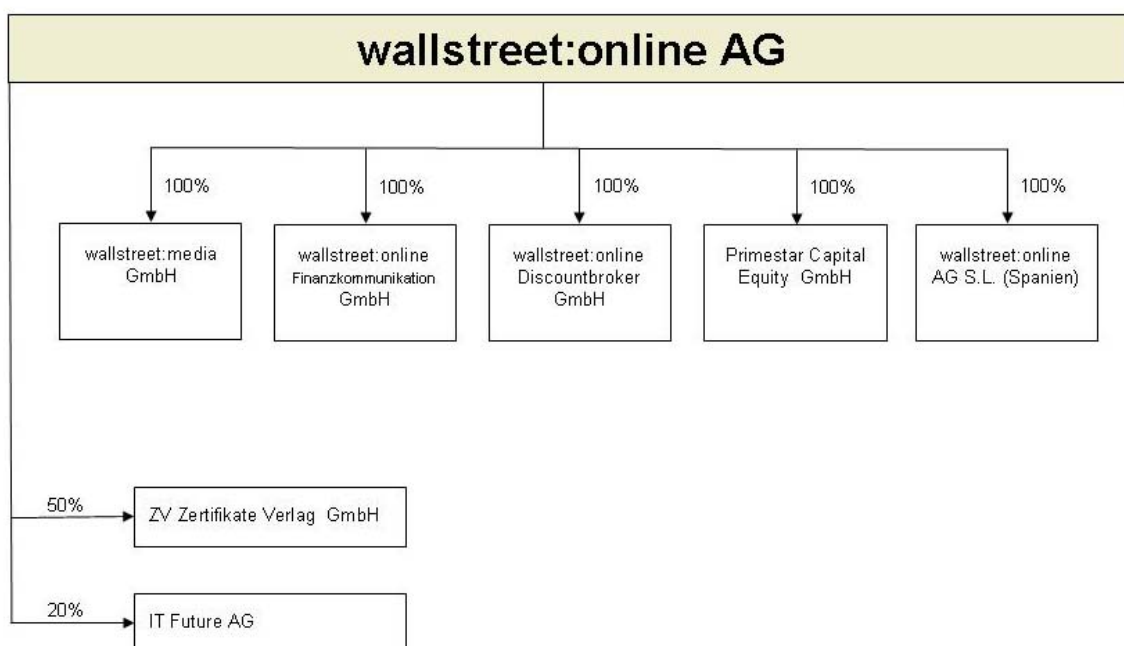 wallstreet:online AG
100%
100%
100%
100%
100%
wallstreet:media
GmbH
wallstreet:online
Finanzkommunikation
GmbH
wallstreet:online
Discountbroker
GmbH
Primestar Capital
Equity GmbH
wallstreet:online
AG S.L. (Spanien)
50%
ZV Zertifikate Verlag GmbH
20%
IT Future AG